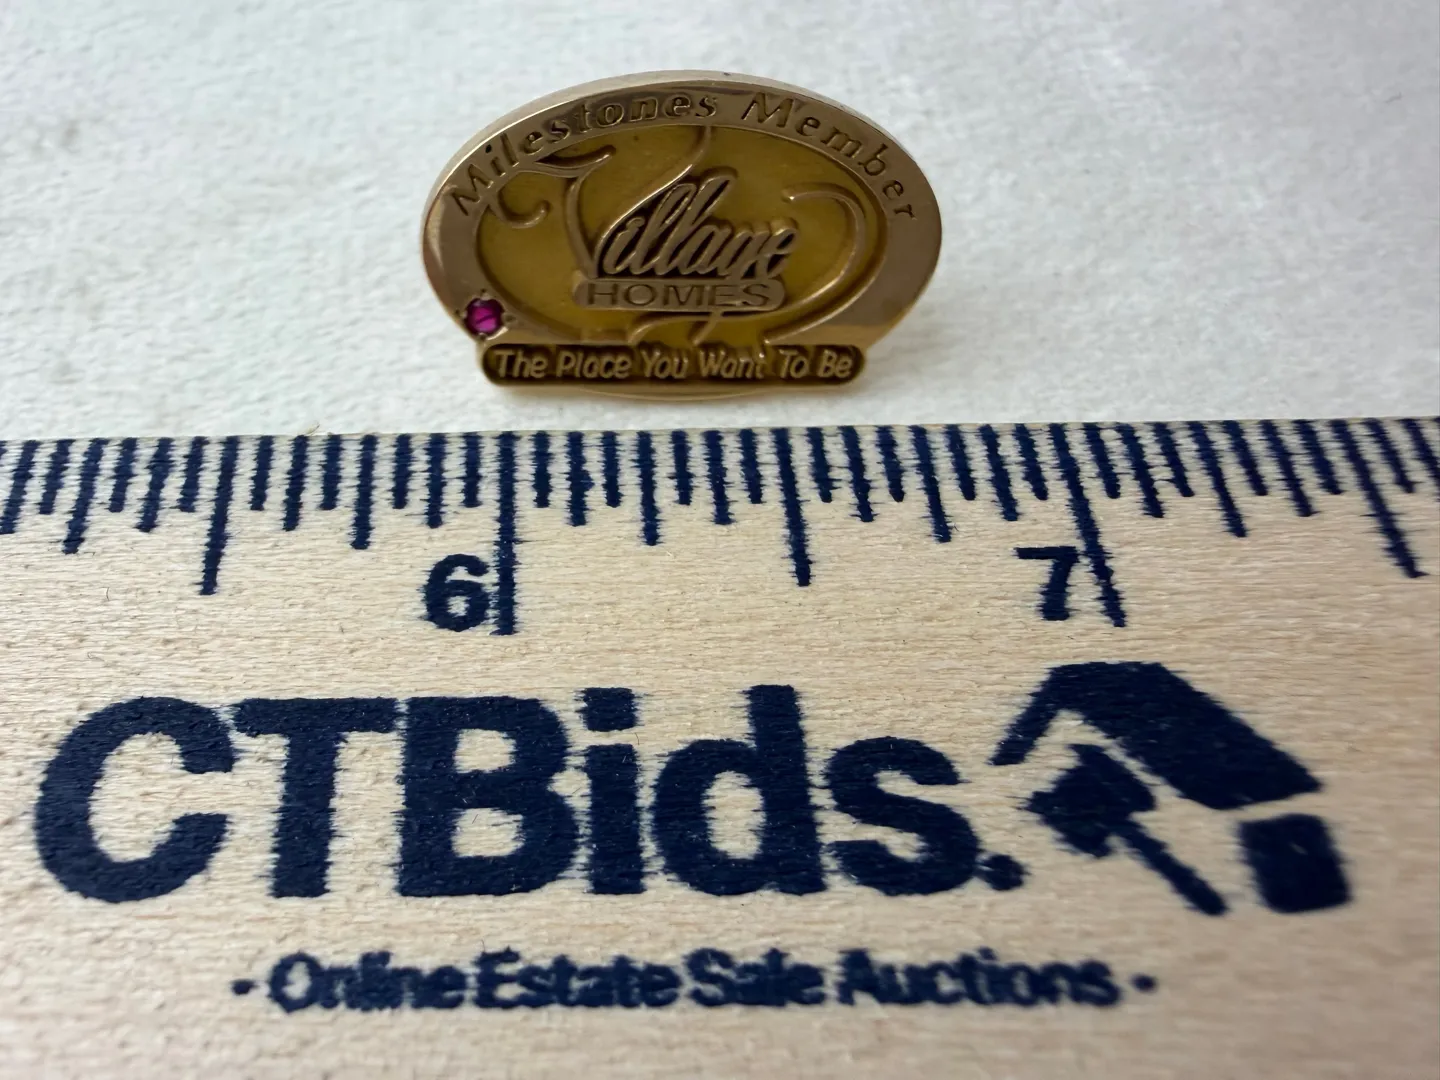 Milestones Member
Village
HOMES
The Place You Want To Be
6 7
CTBids.
· Online Estate Sale Auctions ·